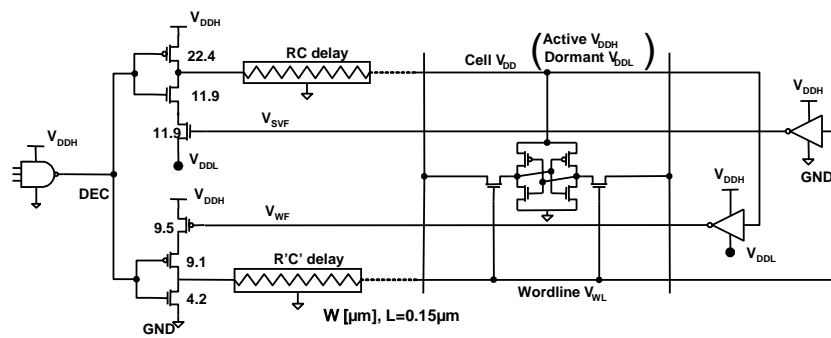 V_DDH
22.4
11.9
11.9
V_DDL
RC delay
Cell V_DD
(Active V_DDH
Dormant V_DDL)
V_SVF
V_DDH
GND
V_DDH
DEC
V_DDH
9.5
9.1
4.2
GND
V_WF
V_DDH
V_DDL
R'C' delay
Wordline V_WL
W [µm], L=0.15µm